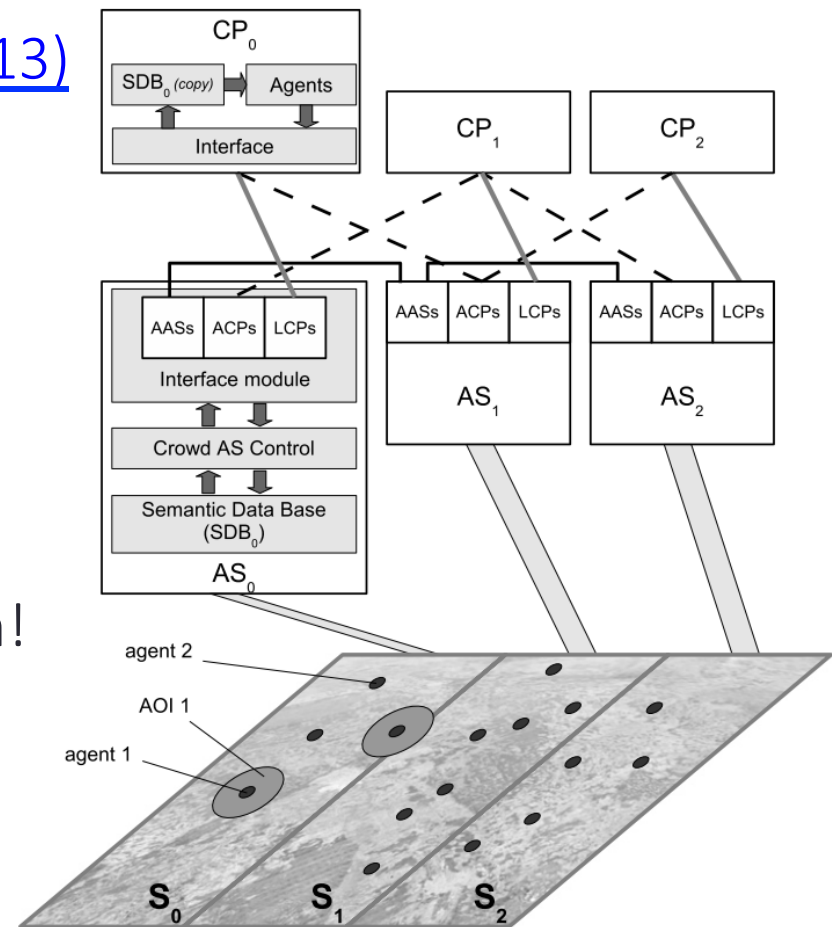 13)
CP0
SDB0 (copy)
Agents
Interface
CP1
CP2
AASs ACPs LCPs
Interface module
Crowd AS Control
Semantic Data Base
(SDB0)
AS0
AASs ACPs LCPs
AS1
AASs ACPs LCPs
AS2
!
agent 2
AOI 1
agent 1
S0
S1
S2